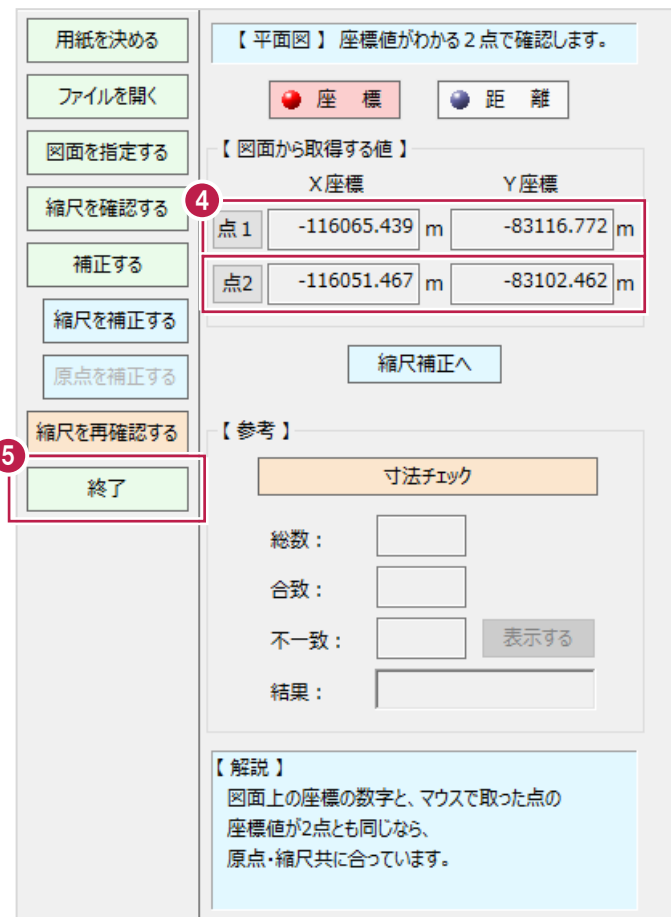 用紙を決める
ファイルを開く
図面を指定する
縮尺を確認する
補正する
縮尺を補正する
原点を補正する
縮尺を再確認する
5
終了
【 平面図 】 座標値がわかる2点で確認します。
座 標
距 離
【 図面から取得する値 】
X座標 Y座標
4
点1 -116065.439 m -83116.772 m
点2 -116051.467 m -83102.462 m
縮尺補正へ
【 参考 】
寸法チェック
総数：
合致：
不一致： 表示する
結果：
【 解説 】
図面上の座標の数字と、マウスで取った点の
座標値が2点とも同じなら、
原点・縮尺共に合っています。